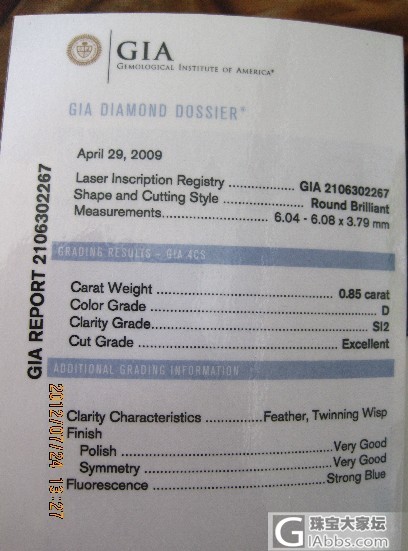 GIA
GEMOLOGICAL INSTITUTE OF AMERICA®
GIA DIAMOND DOSSIER®
April 29, 2009
Laser Inscription Registry ................ GIA 2106302267
Shape and Cutting Style .................... Round Brilliant
Measurements.......................... 6.04 - 6.08 x 3.79 mm
GRADING RESULTS - GIA 4CS
Carat Weight ........................................ 0.85 carat
Color Grade .................................................. D
Clarity Grade.................................................. SI2
Cut Grade ............................................. Excellent
ADDITIONAL GRADING INFORMATION
Clarity Characteristics ..............Feather, Twinning Wisp
Finish
Polish ................................................Very Good
Symmetry ...........................................Very Good
Fluorescence ......................................Strong Blue
GIA REPORT 2106302267
2012/07/24 13:27
珠宝大家坛
GIAbbs.com